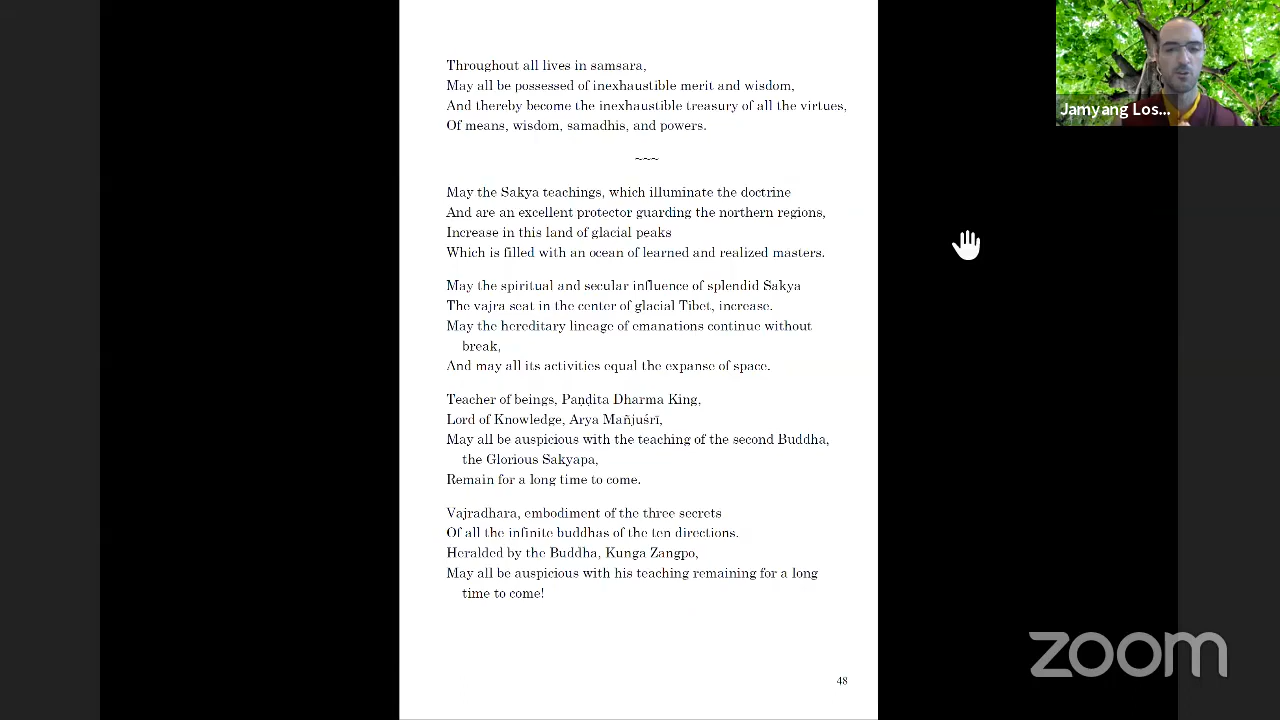 Throughout all lives in samsara,
May all be possessed of inexhaustible merit and wisdom,
And thereby become the inexhaustible treasury of all the virtues,
Of means, wisdom, samadhis, and powers.
~~~
May the Sakya teachings, which illuminate the doctrine
And are an excellent protector guarding the northern regions,
Increase in this land of glacial peaks
Which is filled with an ocean of learned and realized masters.
May the spiritual and secular influence of splendid Sakya
The vajra seat in the center of glacial Tibet, increase.
May the hereditary lineage of emanations continue without
break,
And may all its activities equal the expanse of space.
Teacher of beings, Paṇḍita Dharma King,
Lord of Knowledge, Arya Mañjuśrī,
May all be auspicious with the teaching of the second Buddha,
the Glorious Sakyapa,
Remain for a long time to come.
Vajradhara, embodiment of the three secrets
Of all the infinite buddhas of the ten directions.
Heralded by the Buddha, Kunga Zangpo,
May all be auspicious with his teaching remaining for a long
time to come!
48
Jamyang Los...
zoom